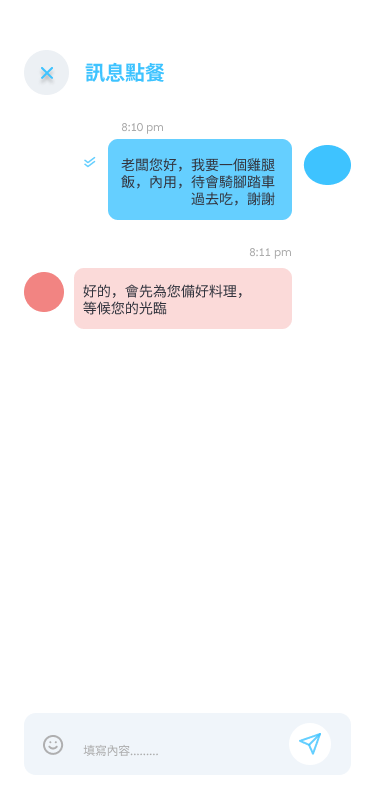 訊息點餐
8:10 pm
老闆您好，我要一個雞腿
飯，內用，待會騎腳踏車
過去吃，謝謝
8:11 pm
好的，會先為您備好料理，
等候您的光臨
填寫內容.........